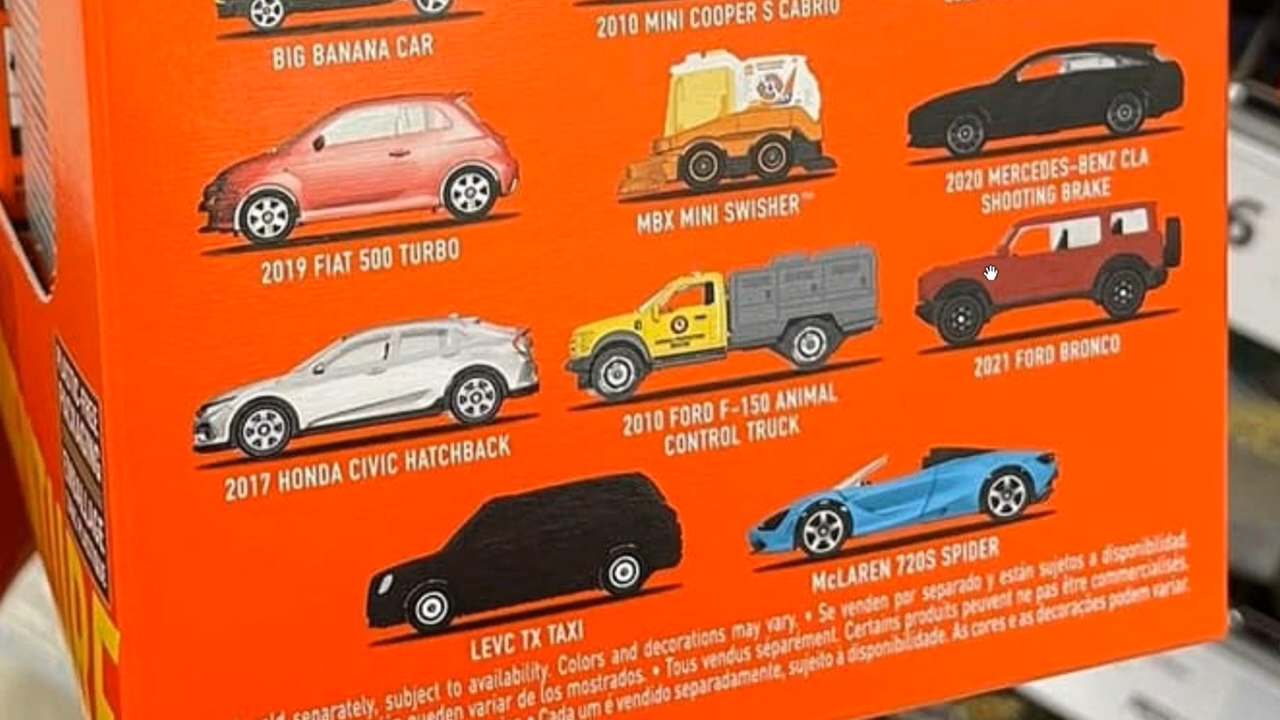 BIG BANANA CAR
2010 MINI COOPER S CABRIO
2019 FIAT 500 TURBO
MBX MINI SWISHER™
2020 MERCEDES-BENZ CLA
SHOOTING BRAKE
2017 HONDA CIVIC HATCHBACK
2010 FORD F-150 ANIMAL
CONTROL TRUCK
2021 FORD BRONCO
LEVC TX TAXI
McLAREN 720S SPIDER
separately, subject to availability. Colors and decorations may vary. • Se venden por separado y están sujetos a disponibilidad.
pueden variar de los mostrados. • Tous vendus séparément. Certains produits peuvent ne pas être commercialisés.
• Cada um é vendido separadamente, sujeito à disponibilidade. As cores e as decorações podem variar.